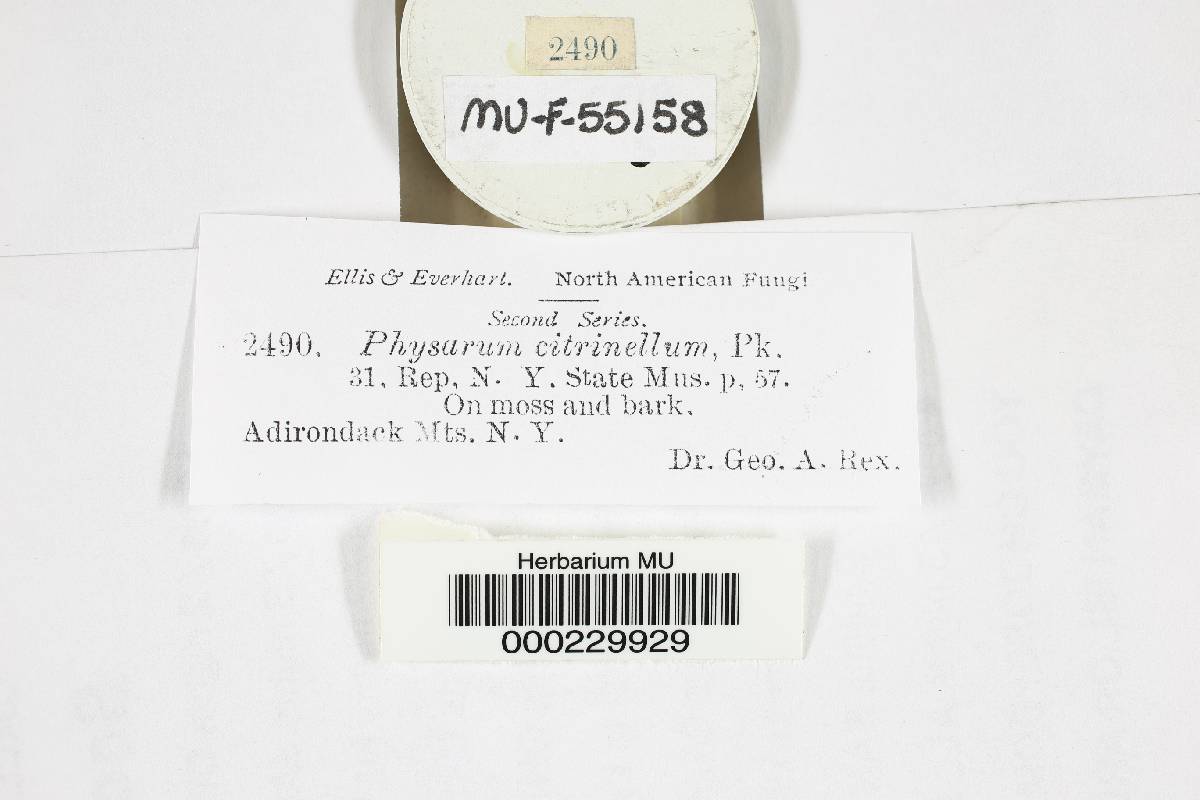 2490
MU-F-55158
Ellis & Everhart. North American Fungi
Second Series.
2490. Physarum citrinellum, Pk.
31, Rep, N. Y. State Mus. p, 57.
On moss and bark.
Adirondack Mts. N. Y.
Dr. Geo. A. Rex.
Herbarium MU
000229929